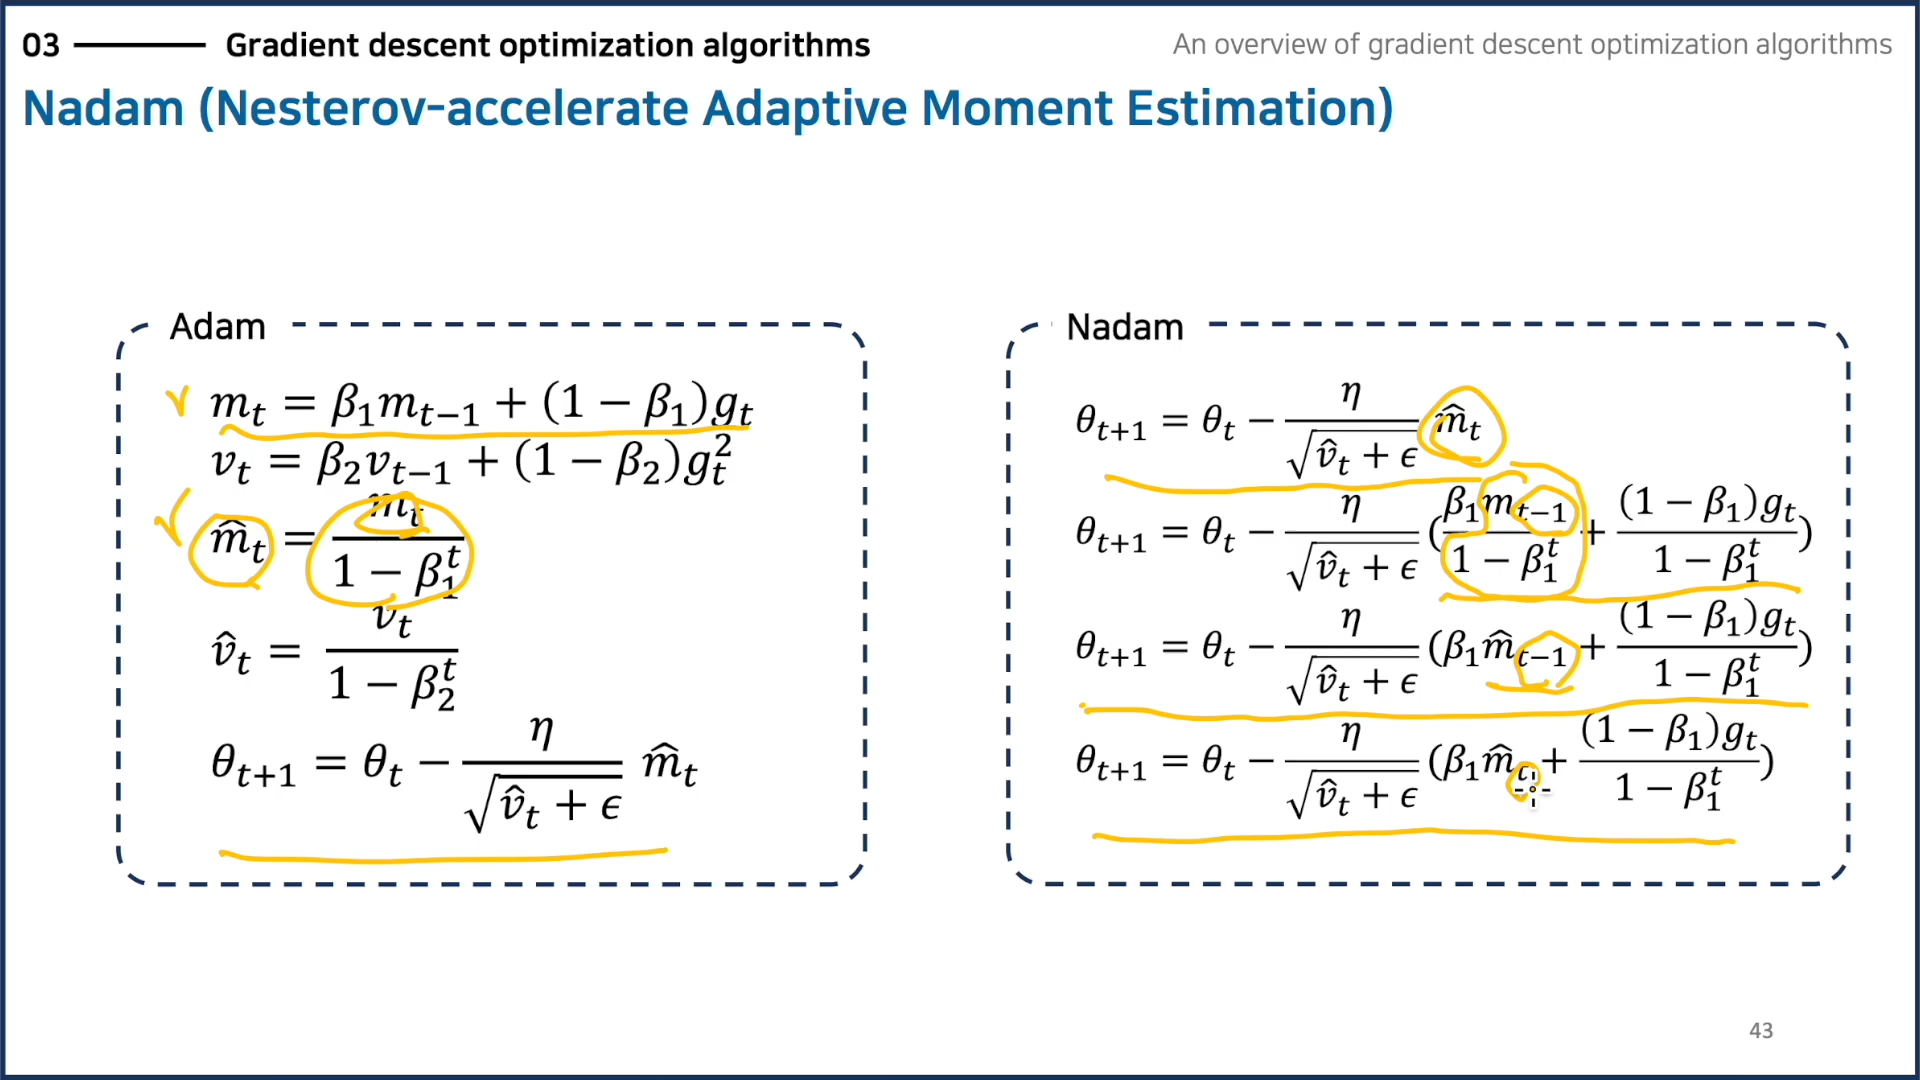 03 Gradient descent optimization algorithms
An overview of gradient descent optimization algorithms
Nadam (Nesterov-accelerate Adaptive Moment Estimation)
Adam
m_t = β_1 m_{t−1} + (1 − β_1)g_t
v_t = β_2 v_{t−1} + (1 − β_2)g_t^2
m̂_t = m_t / (1 − β_1^t)
v̂_t = v_t / (1 − β_2^t)
θ_{t+1} = θ_t − η / √(v̂_t + ϵ) m̂_t
Nadam
θ_{t+1} = θ_t − η / √(v̂_t + ϵ) m̂_t
θ_{t+1} = θ_t − η / √(v̂_t + ϵ) (β_1 m_{t−1} / (1 − β_1^t) + (1 − β_1)g_t / (1 − β_1^t))
θ_{t+1} = θ_t − η / √(v̂_t + ϵ) (β_1 m̂_{t−1} + (1 − β_1)g_t / (1 − β_1^t))
θ_{t+1} = θ_t − η / √(v̂_t + ϵ) (β_1 m̂_t + (1 − β_1)g_t / (1 − β_1^t))
43